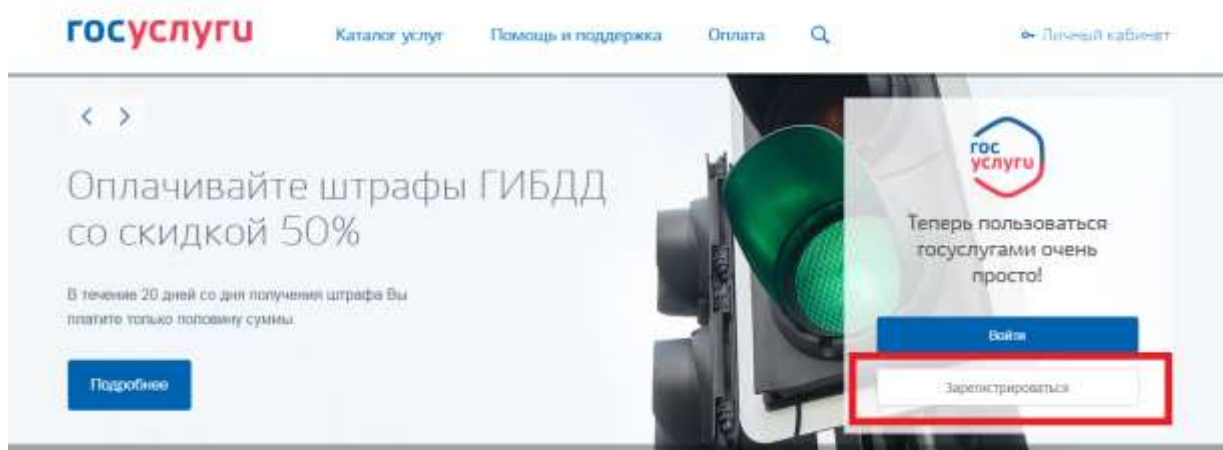 госуслуги
Каталог услуг Помощь и поддержка Оплата Личный кабинет
Оплачивайте штрафы ГИБДД
со скидкой 50%
В течение 20 дней со дня получения штрафа Вы
платите только половину суммы.
Подробнее
гос
услуги
Теперь пользоваться
госуслугами очень
просто!
Войти
Зарегистрироваться